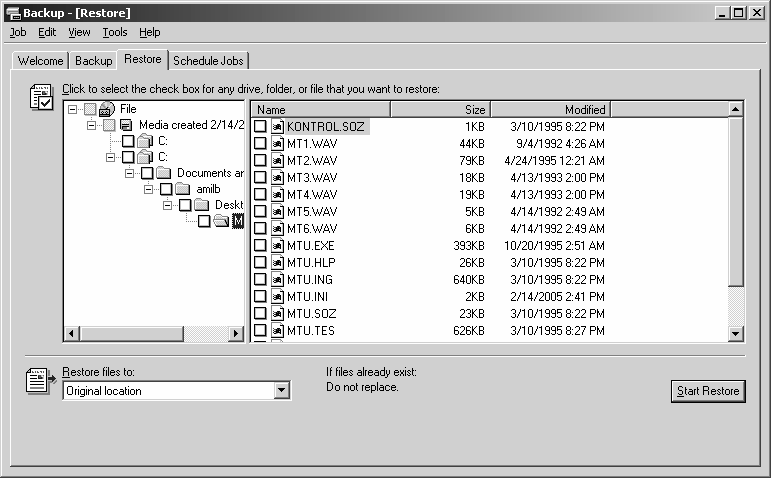 Backup - [Restore]
Job Edit View Tools Help
Welcome Backup Restore Schedule Jobs
Click to select the check box for any drive, folder, or file that you want to restore:
File
Media created 2/14/2
C:
C:
Documents an
amilb
Deskt
M
Name Size Modified
KONTROL.SOZ 1KB 3/10/1995 8:22 PM
MT1.WAV 44KB 9/4/1992 4:26 AM
MT2.WAV 79KB 4/24/1995 12:21 AM
MT3.WAV 18KB 4/13/1993 2:00 PM
MT4.WAV 19KB 4/13/1993 2:00 PM
MT5.WAV 5KB 4/14/1992 2:49 AM
MT6.WAV 6KB 4/14/1992 2:49 AM
MTU.EXE 393KB 10/20/1995 2:51 AM
MTU.HLP 26KB 3/10/1995 8:22 PM
MTU.ING 640KB 3/10/1995 8:22 PM
MTU.INI 2KB 2/14/2005 2:41 PM
MTU.SOZ 23KB 3/10/1995 8:22 PM
MTU.TES 626KB 3/10/1995 8:27 PM
Restore files to:
Original location
If files already exist:
Do not replace.
Start Restore